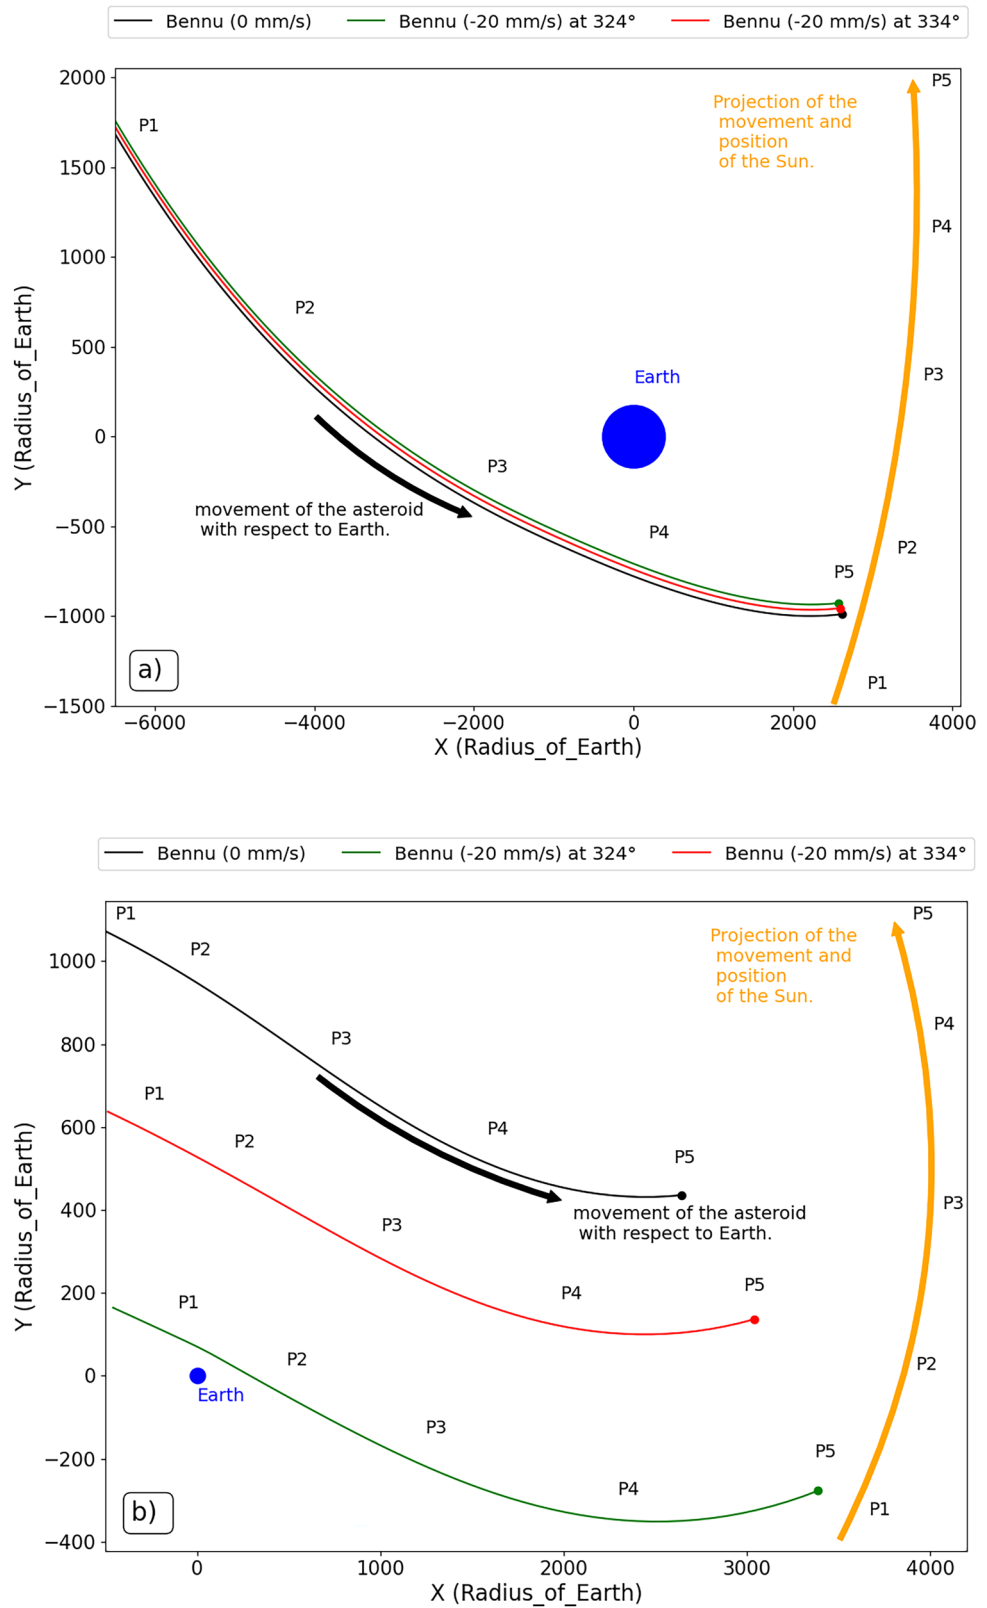 Bennu (0 mm/s) Bennu (-20 mm/s) at 324° Bennu (-20 mm/s) at 334°
2000
1500
1000
500
0
−500
−1000
−1500
Y (Radius_of_Earth)
P1
P2
P3
P4
P5
Projection of the
movement and
position
of the Sun.
P5
P4
P3
P2
P1
Earth
movement of the asteroid
with respect to Earth.
a)
−6000 −4000 −2000 0 2000 4000
X (Radius_of_Earth)
Bennu (0 mm/s) Bennu (-20 mm/s) at 324° Bennu (-20 mm/s) at 334°
1000
800
600
400
200
0
−200
−400
Y (Radius_of_Earth)
P1
P2
P3
P4
P5
Projection of the
movement and
position
of the Sun.
P5
P4
P3
P2
P1
movement of the asteroid
with respect to Earth.
P1
P2
P3
P4
P5
P1
P2
P3
P4
P5
Earth
b)
0 1000 2000 3000 4000
X (Radius_of_Earth)